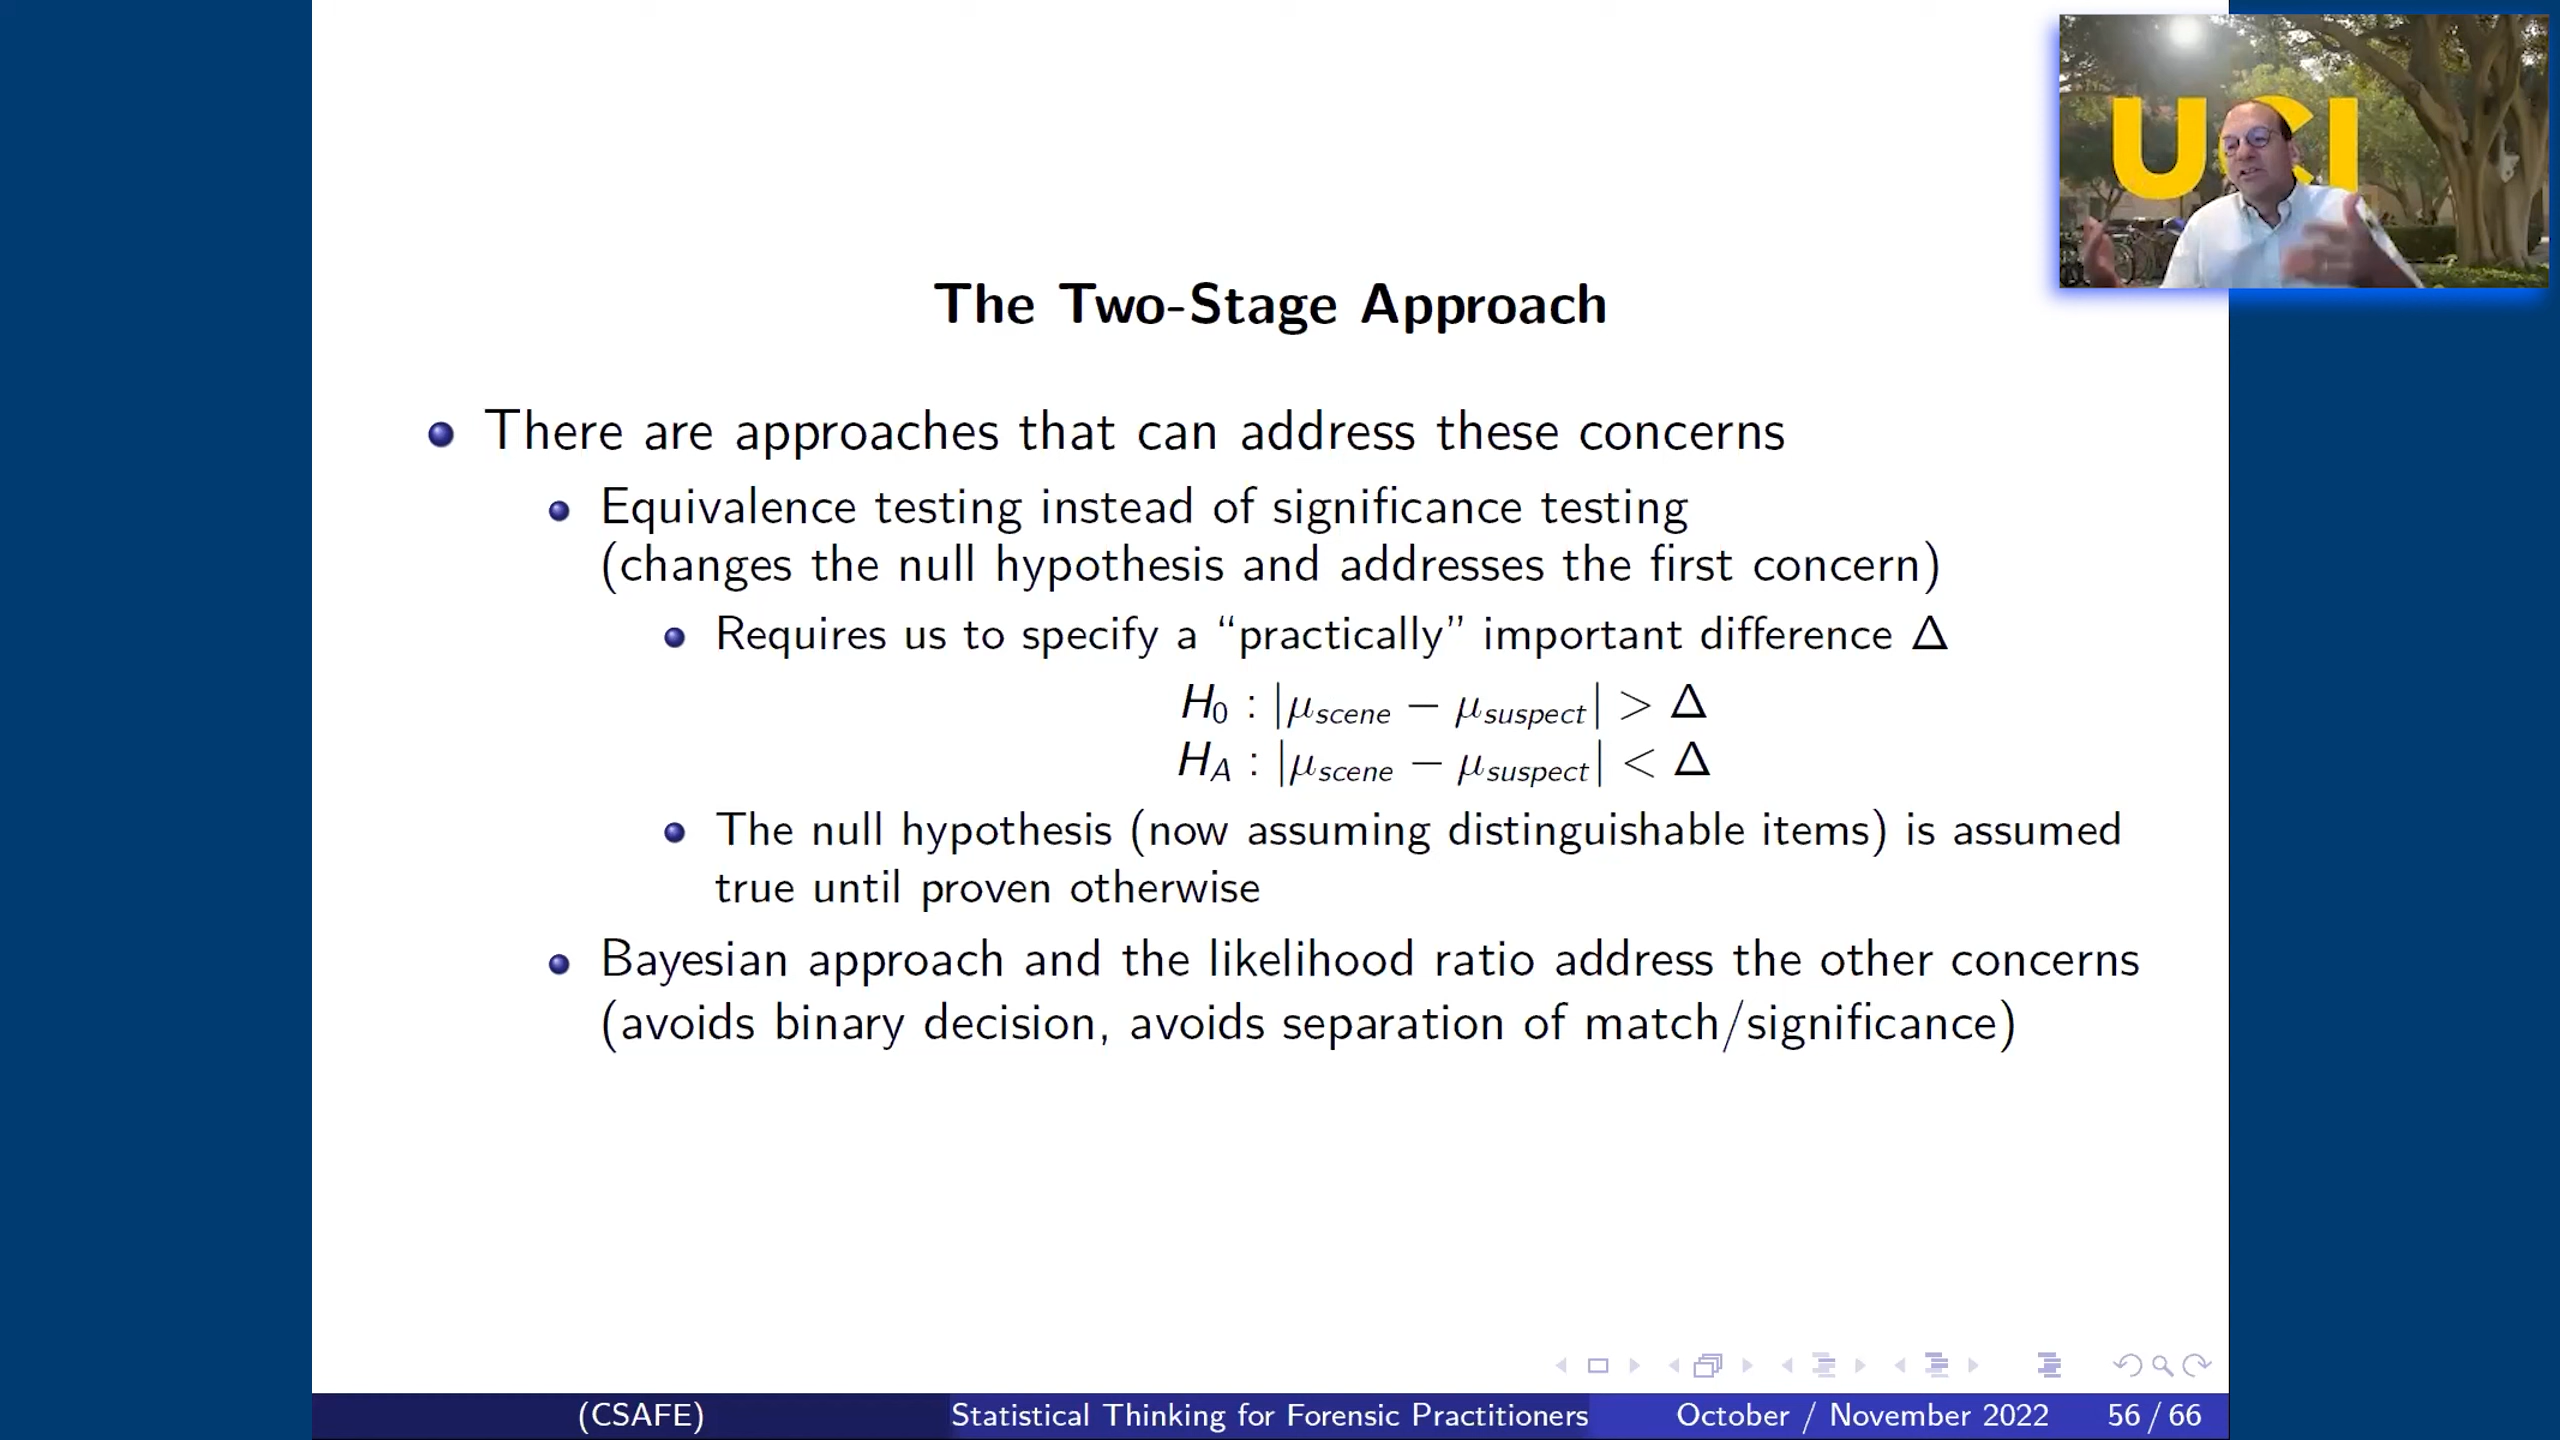 UCI
The Two-Stage Approach
There are approaches that can address these concerns
Equivalence testing instead of significance testing
(changes the null hypothesis and addresses the first concern)
Requires us to specify a “practically” important difference Δ
H₀ : |μ_scene − μ_suspect| > Δ
H_A : |μ_scene − μ_suspect| < Δ
The null hypothesis (now assuming distinguishable items) is assumed
true until proven otherwise
Bayesian approach and the likelihood ratio address the other concerns
(avoids binary decision, avoids separation of match/significance)
(CSAFE) Statistical Thinking for Forensic Practitioners October / November 2022 56 / 66